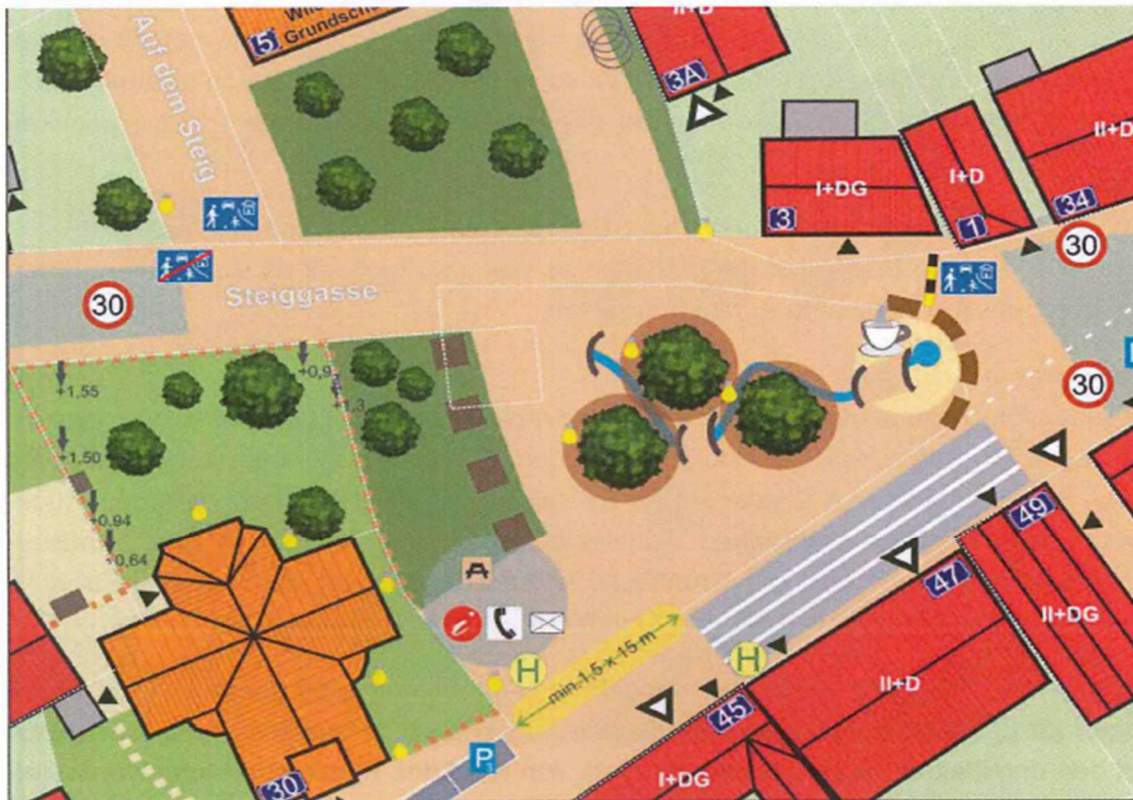 Auf dem Steig
5
Grundsch
II+D
3A
I+DG
3
I+D
1
II+D
34
30
Steiggasse
30
30
+1.55
+0,9
+1.3
+1.50
+0,94
+0,64
i
H
min. 1,5 x 15 m
H
P
30
49
47
45
II+DG
II+D
I+DG